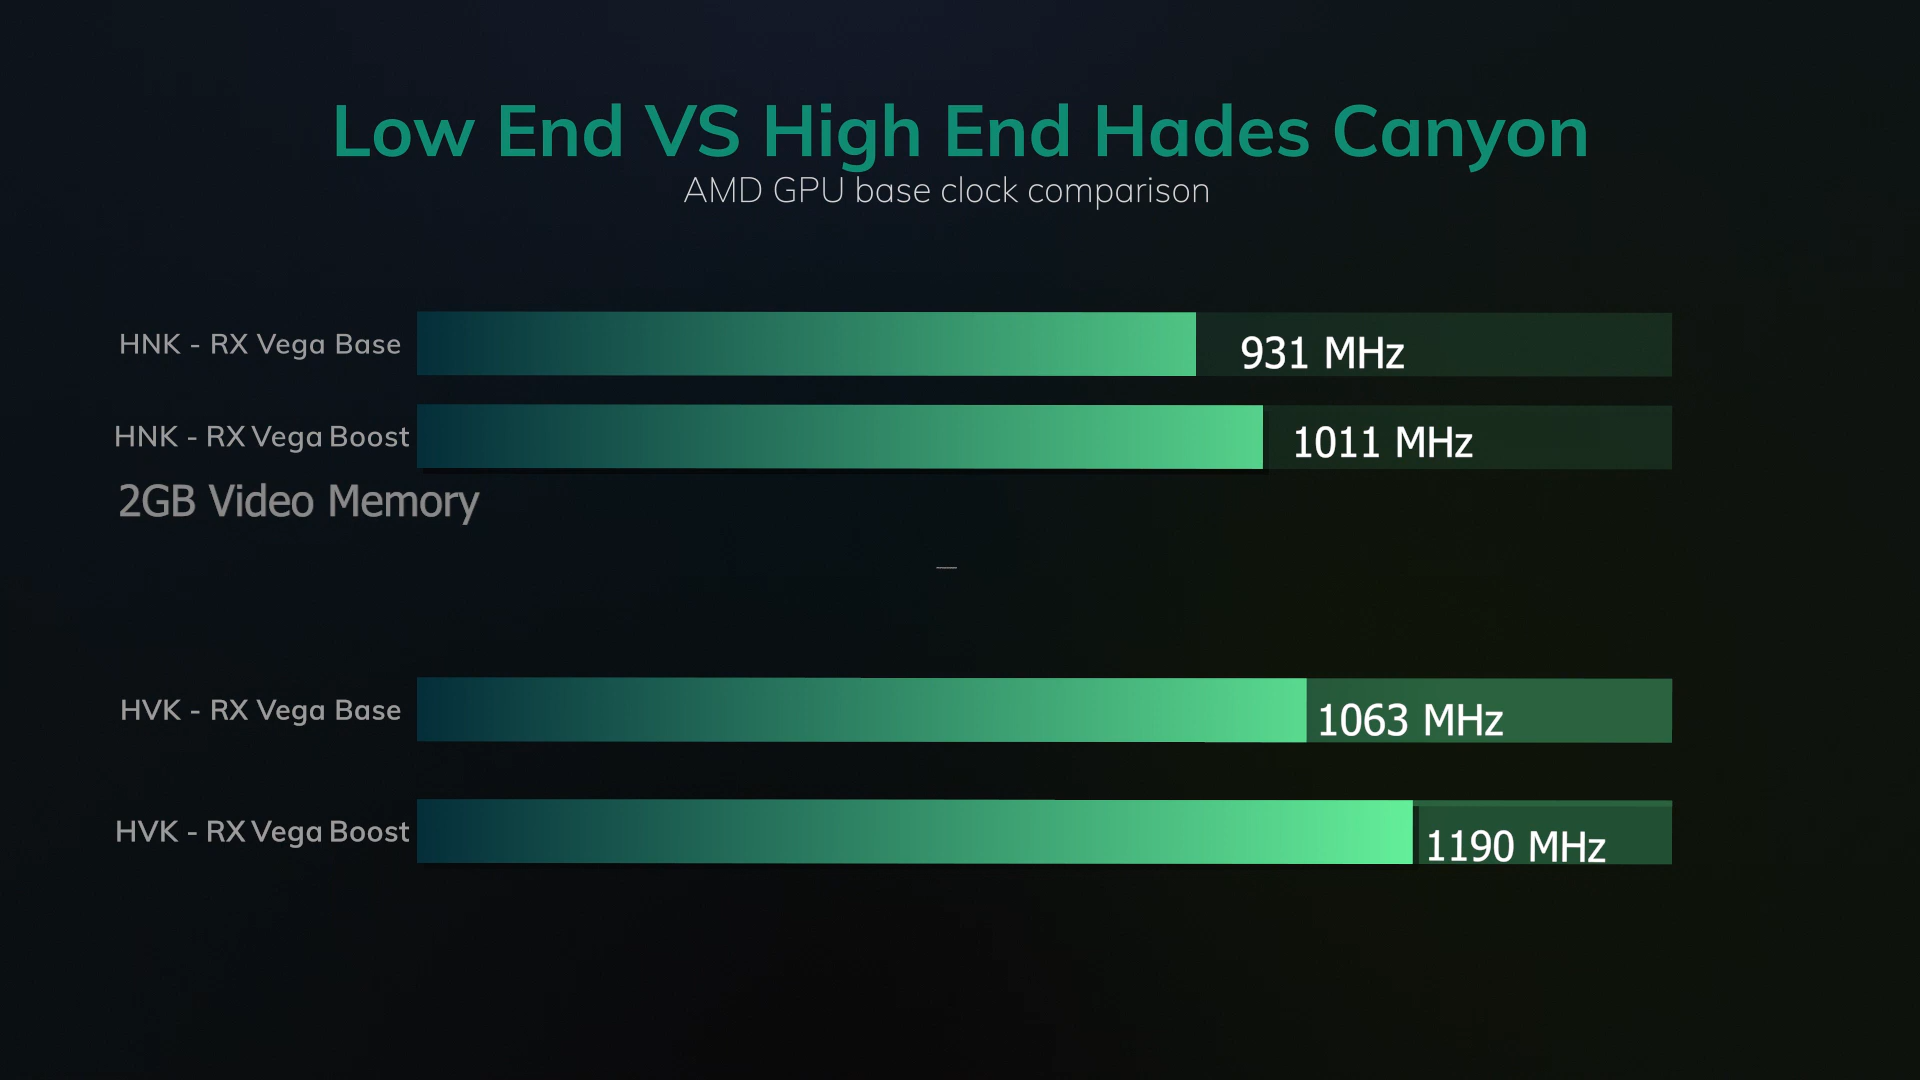 Low End VS High End Hades Canyon
AMD GPU base clock comparison
HNK - RX Vega Base 931 MHz
HNK - RX Vega Boost 1011 MHz
2GB Video Memory
HVK - RX Vega Base 1063 MHz
HVK - RX Vega Boost 1190 MHz